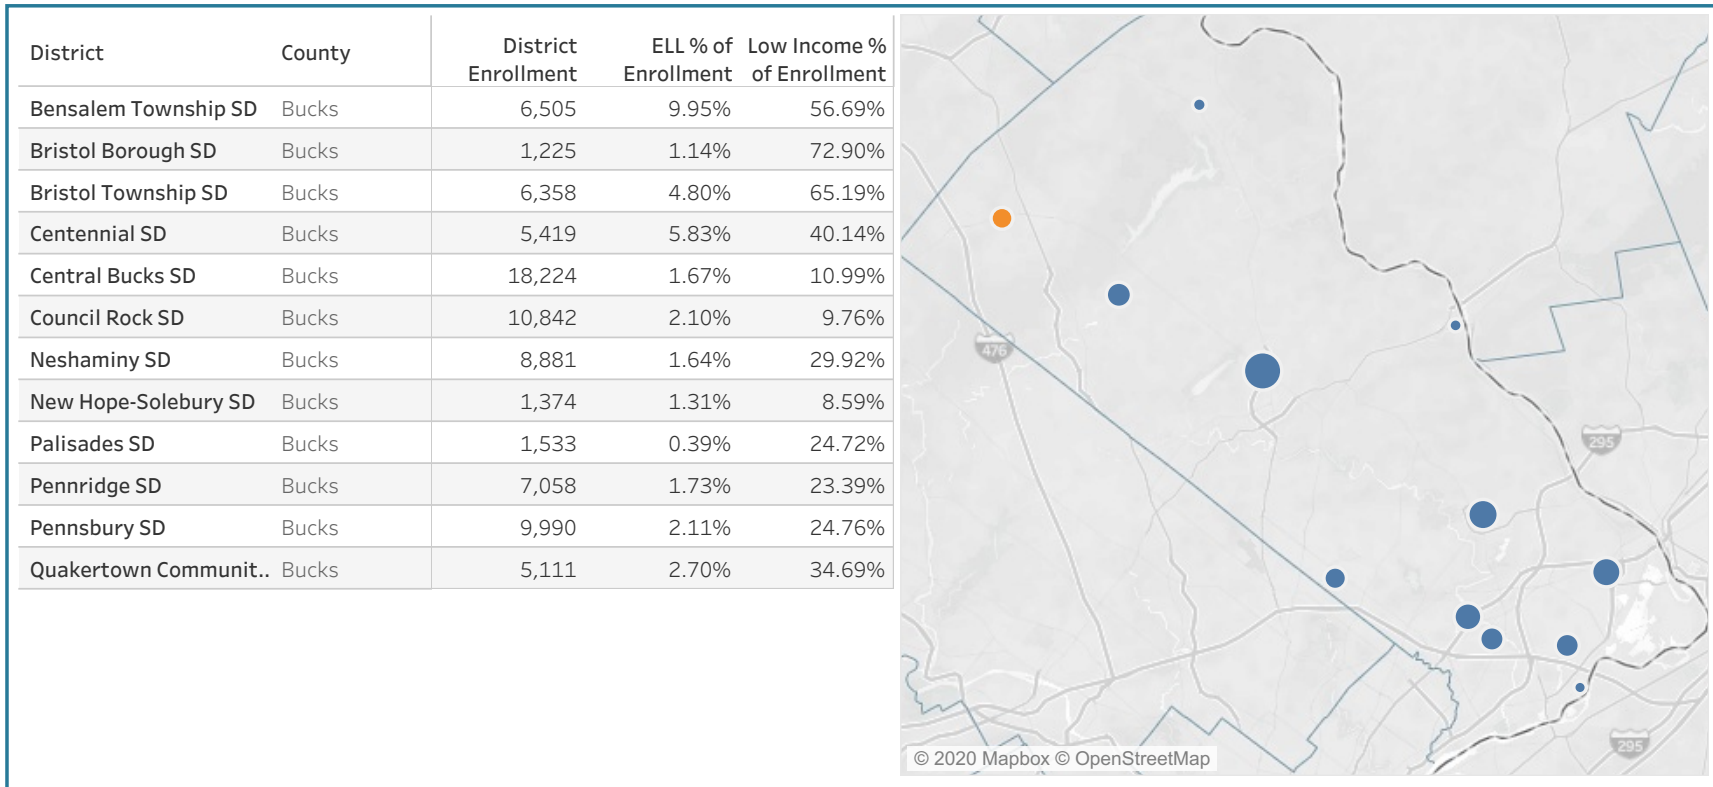 District County District Enrollment ELL % of Enrollment Low Income % of Enrollment
Bensalem Township SD Bucks 6,505 9.95% 56.69%
Bristol Borough SD Bucks 1,225 1.14% 72.90%
Bristol Township SD Bucks 6,358 4.80% 65.19%
Centennial SD Bucks 5,419 5.83% 40.14%
Central Bucks SD Bucks 18,224 1.67% 10.99%
Council Rock SD Bucks 10,842 2.10% 9.76%
Neshaminy SD Bucks 8,881 1.64% 29.92%
New Hope-Solebury SD Bucks 1,374 1.31% 8.59%
Palisades SD Bucks 1,533 0.39% 24.72%
Pennridge SD Bucks 7,058 1.73% 23.39%
Pennsbury SD Bucks 9,990 2.11% 24.76%
Quakertown Communit.. Bucks 5,111 2.70% 34.69%
476
295
295
© 2020 Mapbox © OpenStreetMap